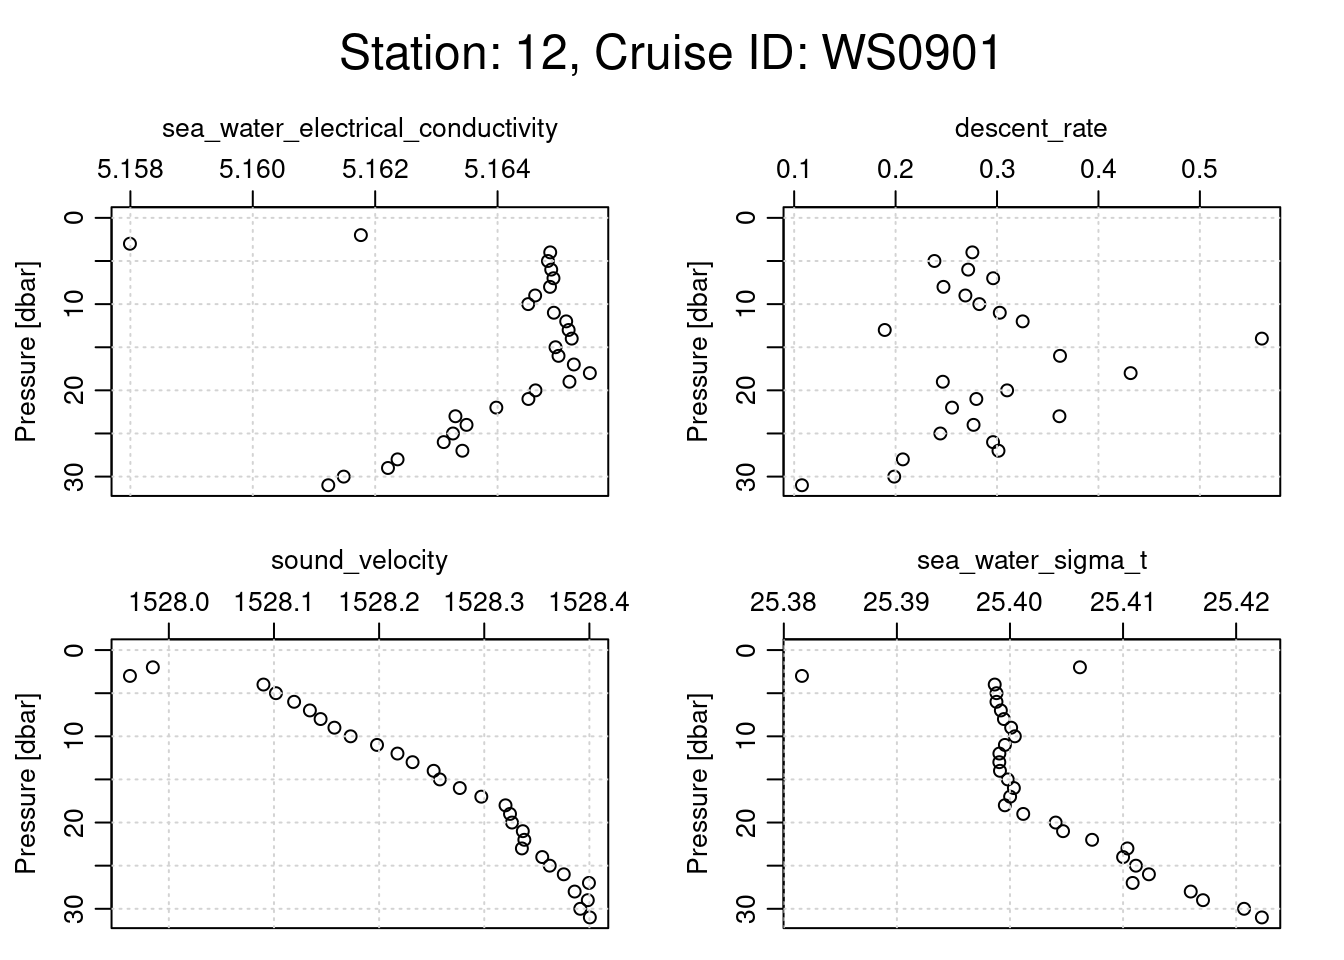 Station: 12, Cruise ID: WS0901
sea_water_electrical_conductivity
5.158 5.160 5.162 5.164
Pressure [dbar]
0
10
20
30
descent_rate
0.1 0.2 0.3 0.4 0.5
Pressure [dbar]
0
10
20
30
sound_velocity
1528.0 1528.1 1528.2 1528.3 1528.4
Pressure [dbar]
0
10
20
30
sea_water_sigma_t
25.38 25.39 25.40 25.41 25.42
Pressure [dbar]
0
10
20
30